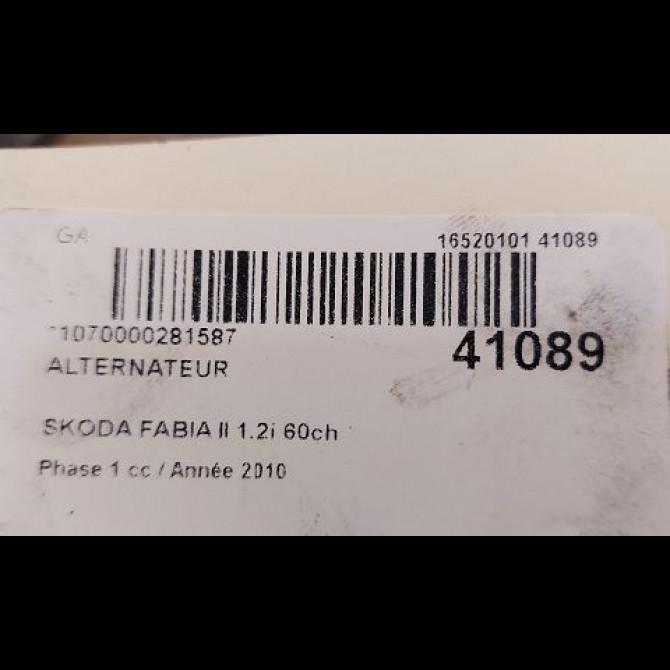 GA 16520101 41089
1070000281587
41089
ALTERNATEUR
SKODA FABIA II 1.2i 60ch
Phase 1 cc / Année 2010